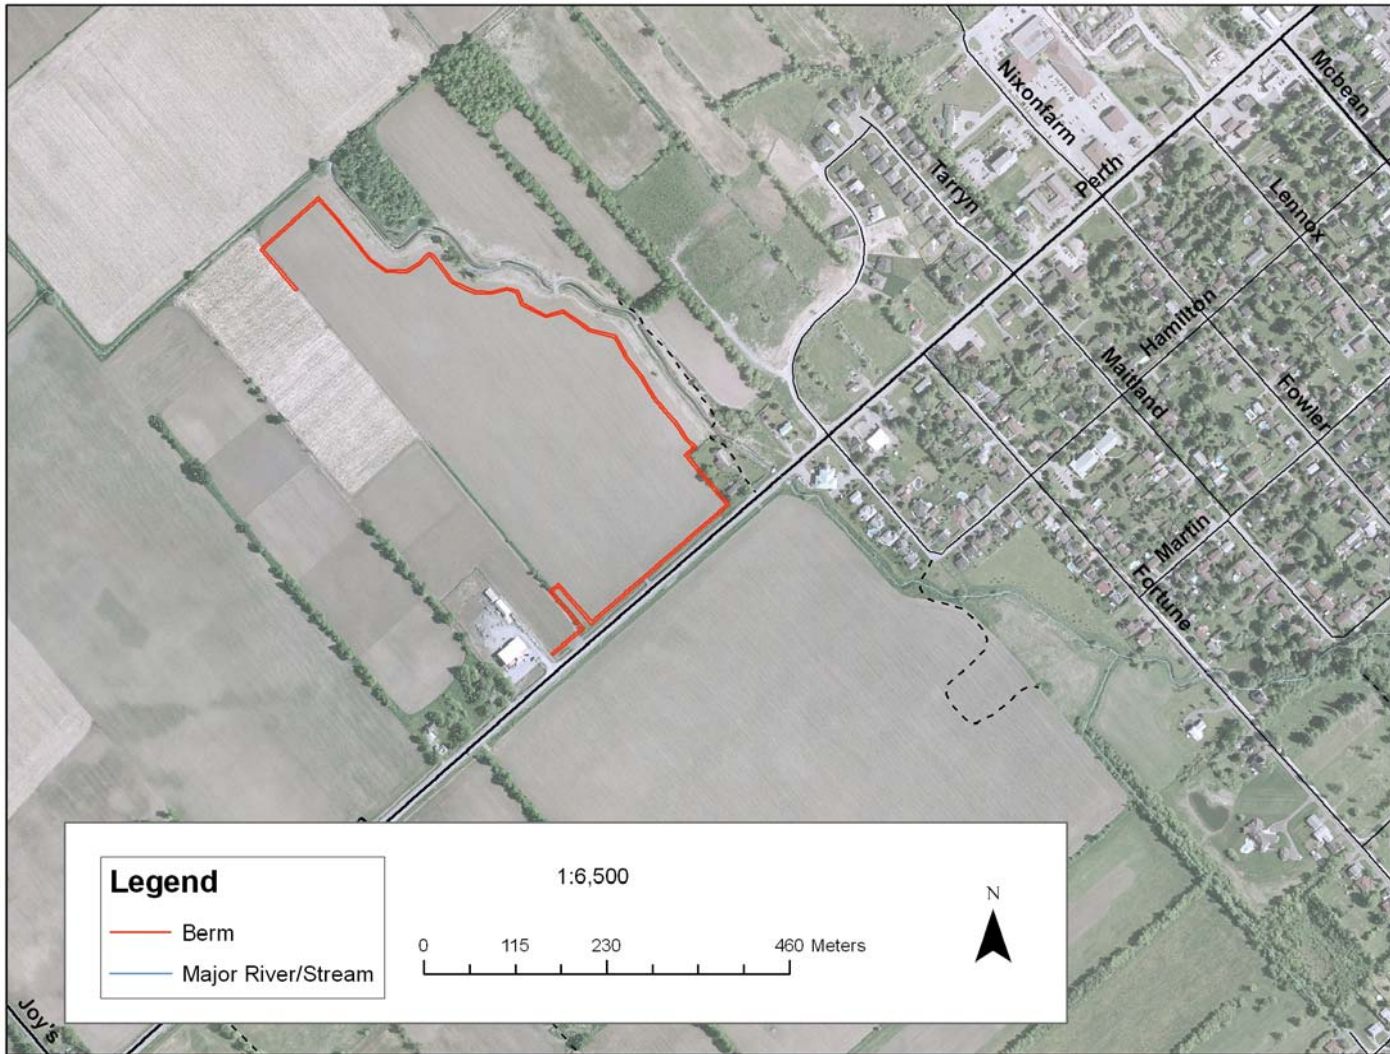 Mcbean
Nixonfarm
Perth
Tarryn
Lennox
Hamilton
Maitland
Fowler
Martin
Fortune
Legend
1:6,500
N
Berm
0 115 230 460 Meters
Major River/Stream
Joy's